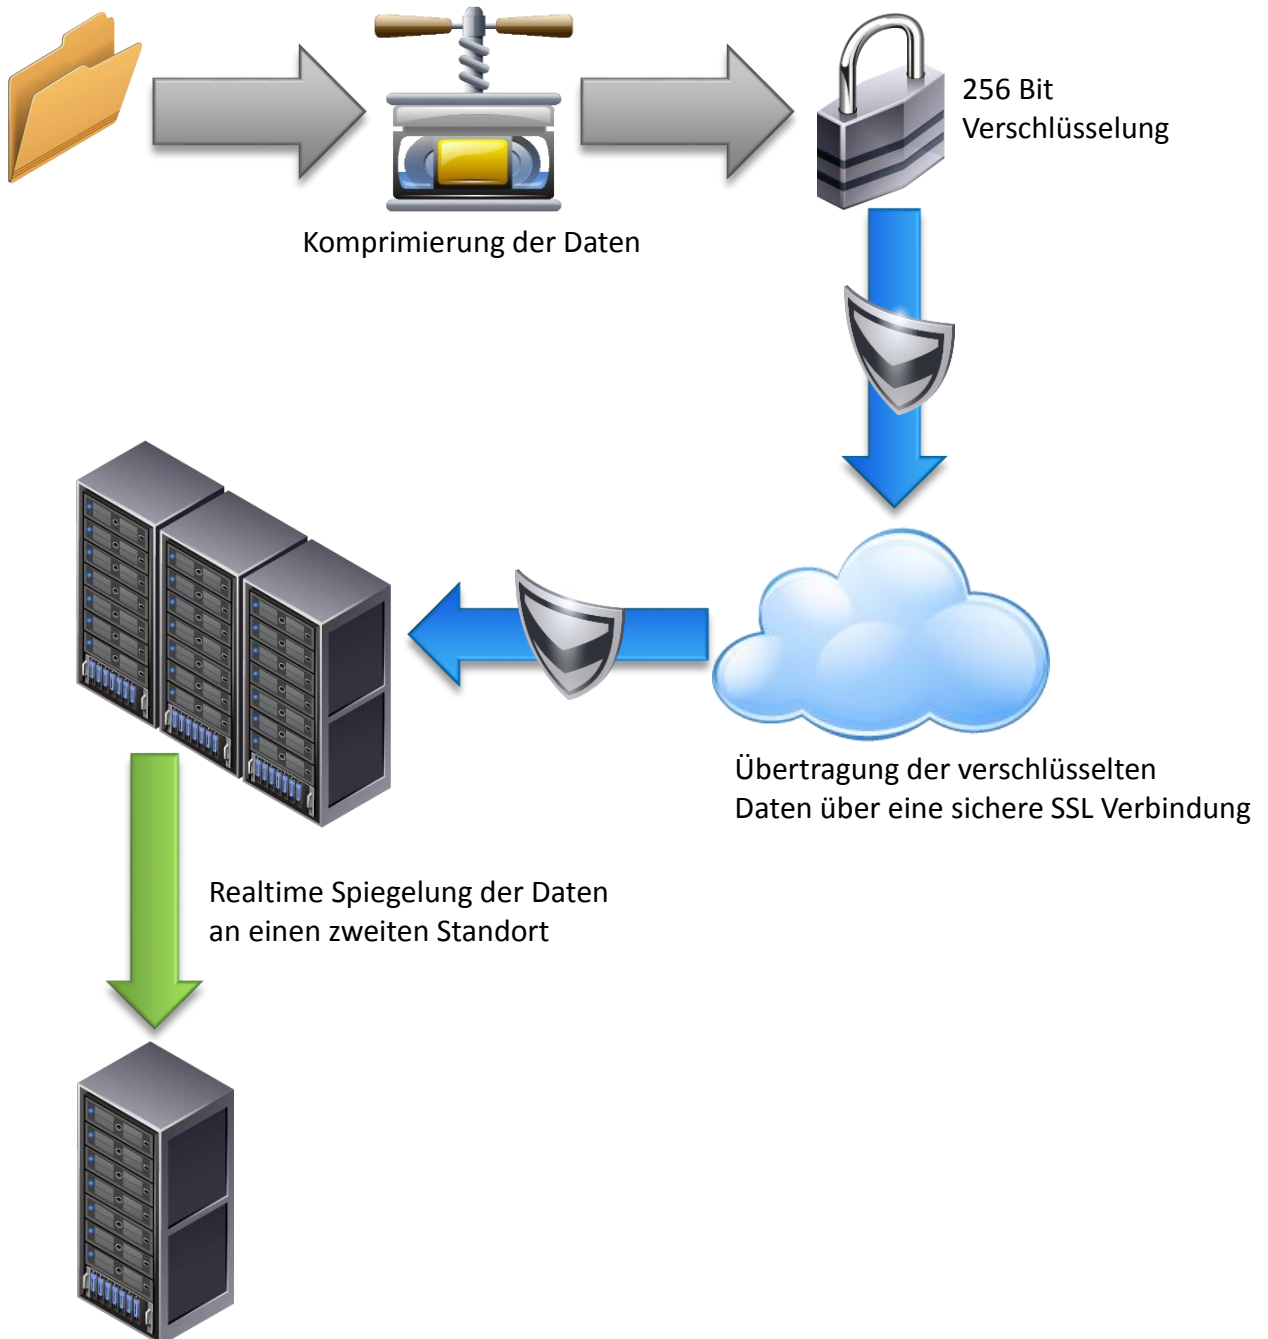 256 Bit
Verschlüsselung
Komprimierung der Daten
Übertragung der verschlüsselten
Daten über eine sichere SSL Verbindung
Realtime Spiegelung der Daten
an einen zweiten Standort